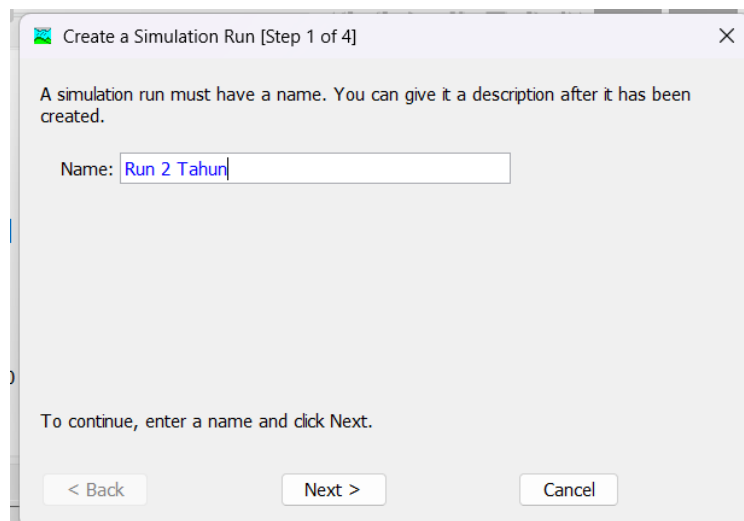 Create a Simulation Run [Step 1 of 4]
A simulation run must have a name. You can give it a description after it has been
created.
Name: Run 2 Tahun
To continue, enter a name and click Next.
< Back Next > Cancel